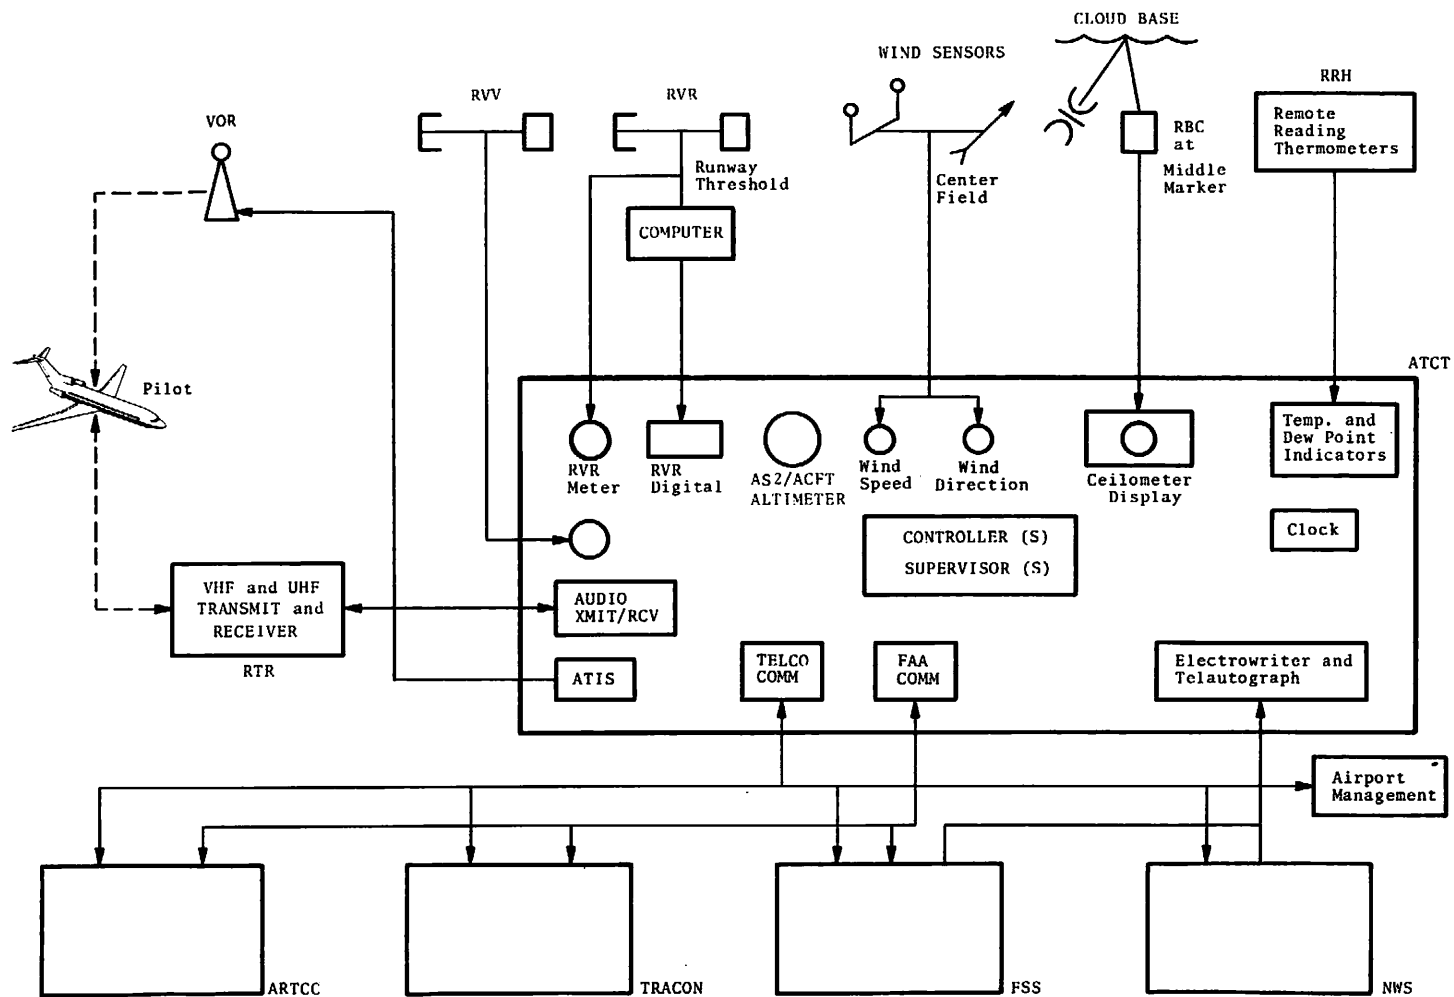 CLOUD BASE
WIND SENSORS
RRH
RVV
RVR
VOR
Remote
Reading
Thermometers
RBC
at
Middle
Marker
Runway
Threshold
Center
Field
COMPUTER
ATCT
Pilot
RVR
Meter
RVR
Digital
AS2/ACFT
ALTIMETER
Wind
Speed
Wind
Direction
Ceilometer
Display
Temp. and
Dew Point
Indicators
CONTROLLER (S)
SUPERVISOR (S)
Clock
VHF and UHF
TRANSMIT and
RECEIVER
RTR
AUDIO
XMIT/RCV
ATIS
TELCO
COMM
FAA
COMM
Electrowriter and
Telautograph
Airport
Management
ARTCC
TRACON
FSS
NWS